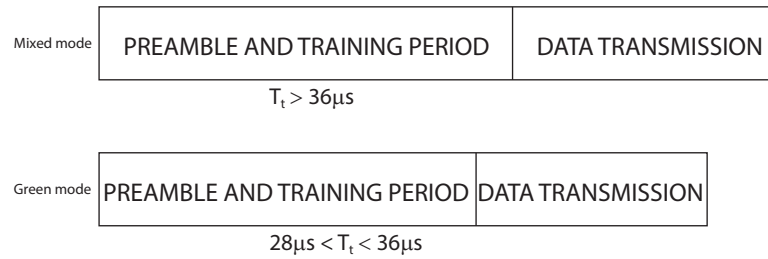 Mixed mode
PREAMBLE AND TRAINING PERIOD
DATA TRANSMISSION
Tₜ > 36μs
Green mode
PREAMBLE AND TRAINING PERIOD
DATA TRANSMISSION
28μs < Tₜ < 36μs